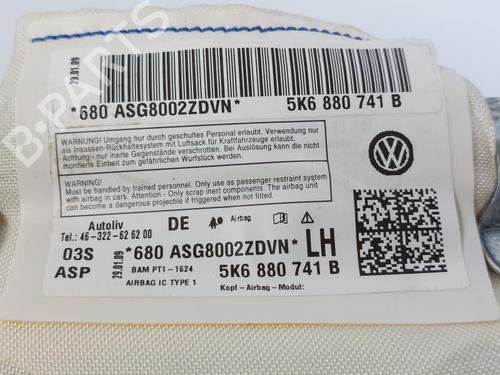 29.01.09
*680 ASG8002ZDVN*
5K6 880 741 B
WARNING! Umgang nur durch geschultes Personal erlaubt. Verwendung nur
als Insassen-Rückhaltesystem mit Luftsack für Kraftfahrzeuge erlaubt.
Achtung - nur inerte Gegenstände verschrotten. Bei Auslösung kann die nicht
montierte Einheit zum gefährlichen Wurfstück werden.
WARNING!
Must be handled by trained personnel. Only use as passenger restraint system
with airbag in cars. Attention - Only scrap inert components. The airbag unit
can become a dangerous projectile if triggered when not fitted.
Autoliv
DE
Airbag
Tel.: 46-322-62 62 00
03S
ASP
29.01.09
*680 ASG8002ZDVN*
LH
BAM PT1-1624
5K6 880 741 B
AIRBAG IC TYPE 1
Kopf-Airbag-Modul:
B-PARTS